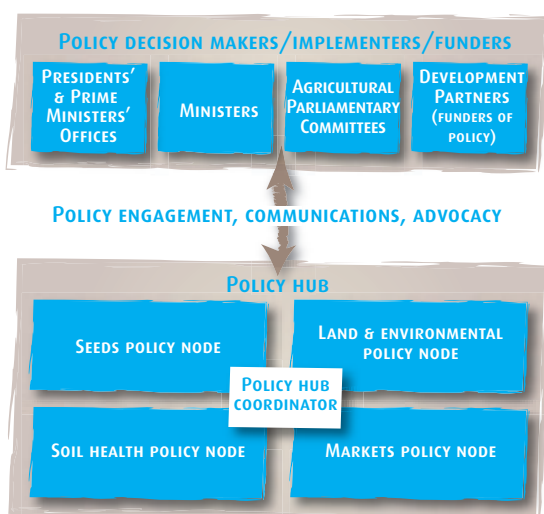 Policy decision makers/implementers/funders
Presidents’
& Prime
Ministers’
Offices
Ministers
Agricultural
Parliamentary
Committees
Development
Partners
(funders of
policy)
Policy engagement, communications, advocacy
Policy hub
Seeds policy node
Land & environmental
policy node
Policy hub
coordinator
Soil health policy node
Markets policy node